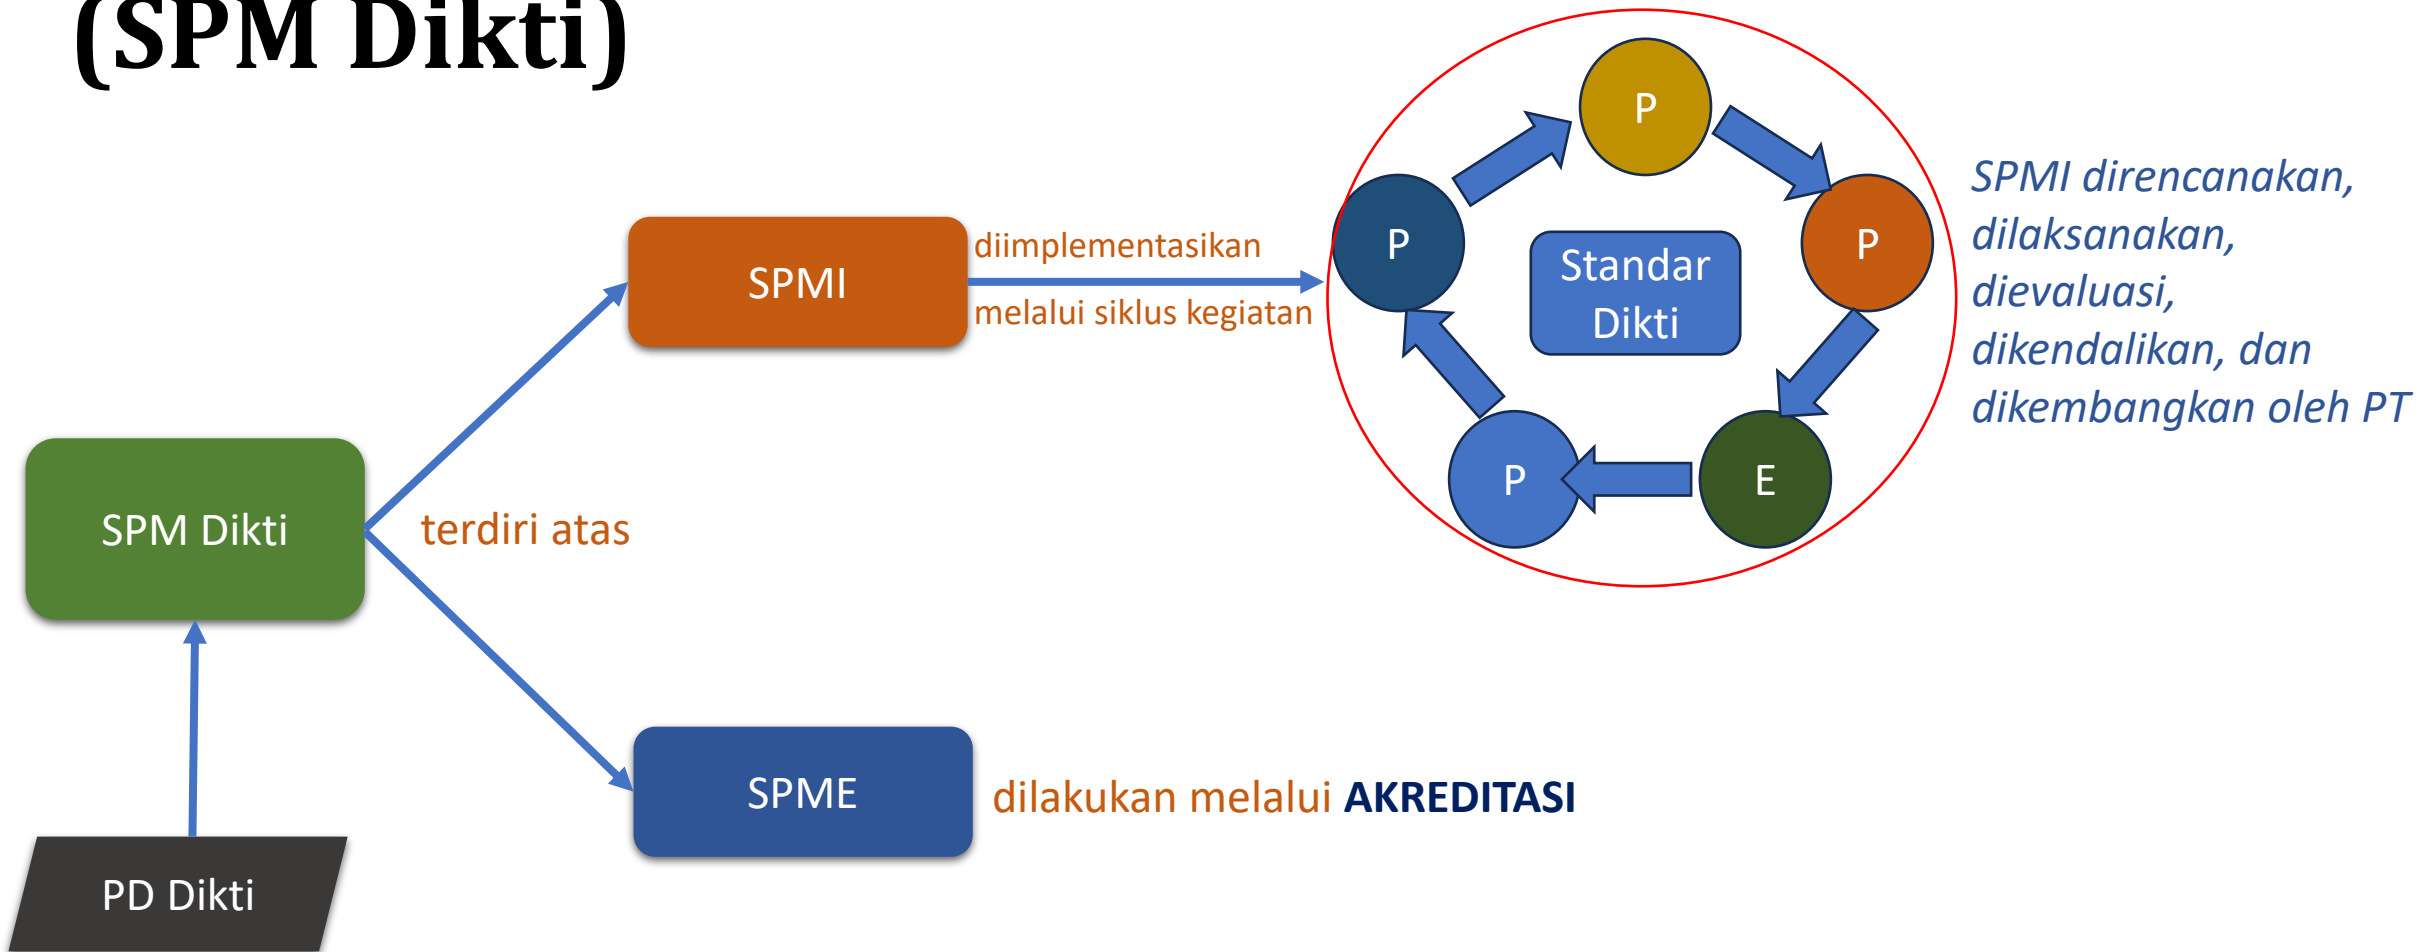 (SPM Dikti)
P
P
P
SPMI direncanakan,
dilaksanakan,
dievaluasi,
dikendalikan, dan
dikembangkan oleh PT
SPMI
diimplementasikan
melalui siklus kegiatan
Standar
Dikti
P
E
SPM Dikti
terdiri atas
SPME
dilakukan melalui AKREDITASI
PD Dikti